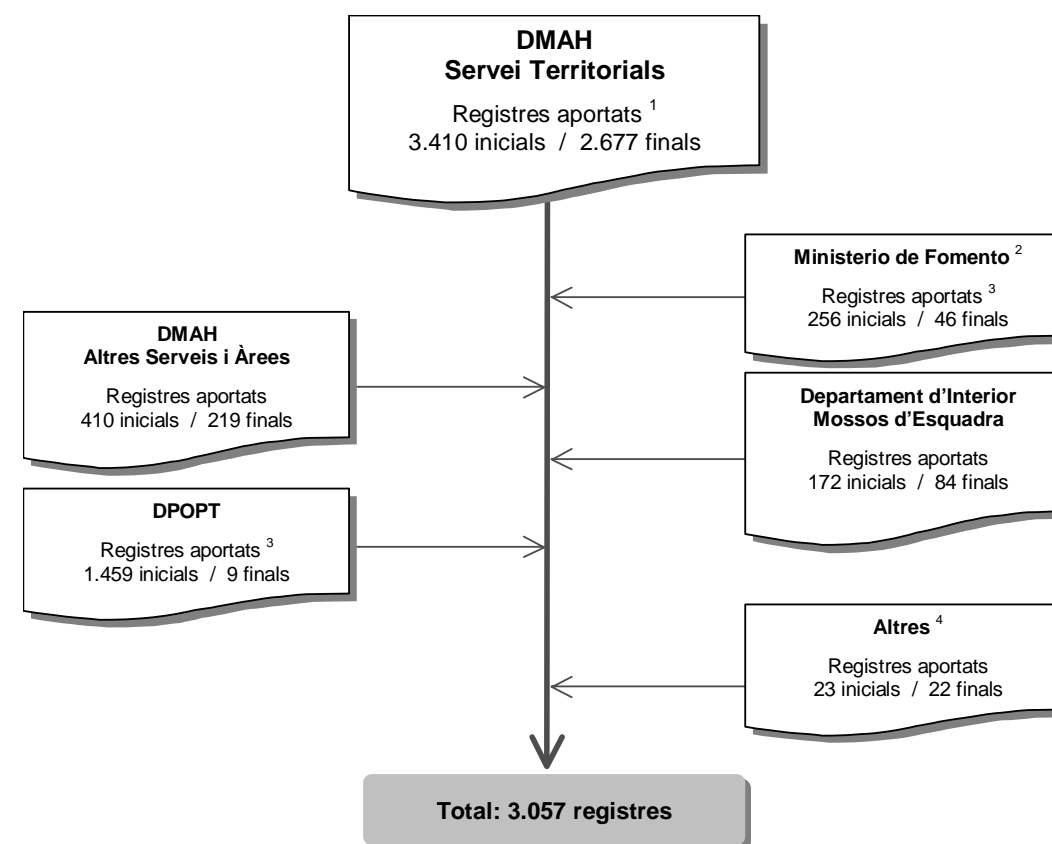 DMAH
Servei Territorials
Registres aportats 1
3.410 inicials / 2.677 finals
Ministerio de Fomento 2
Registres aportats 3
256 inicials / 46 finals
DMAH
Altres Serveis i Àrees
Registres aportats
410 inicials / 219 finals
Departament d'Interior
Mossos d'Esquadra
Registres aportats
172 inicials / 84 finals
DPOPT
Registres aportats 3
1.459 inicials / 9 finals
Altres 4
Registres aportats
23 inicials / 22 finals
Total: 3.057 registres